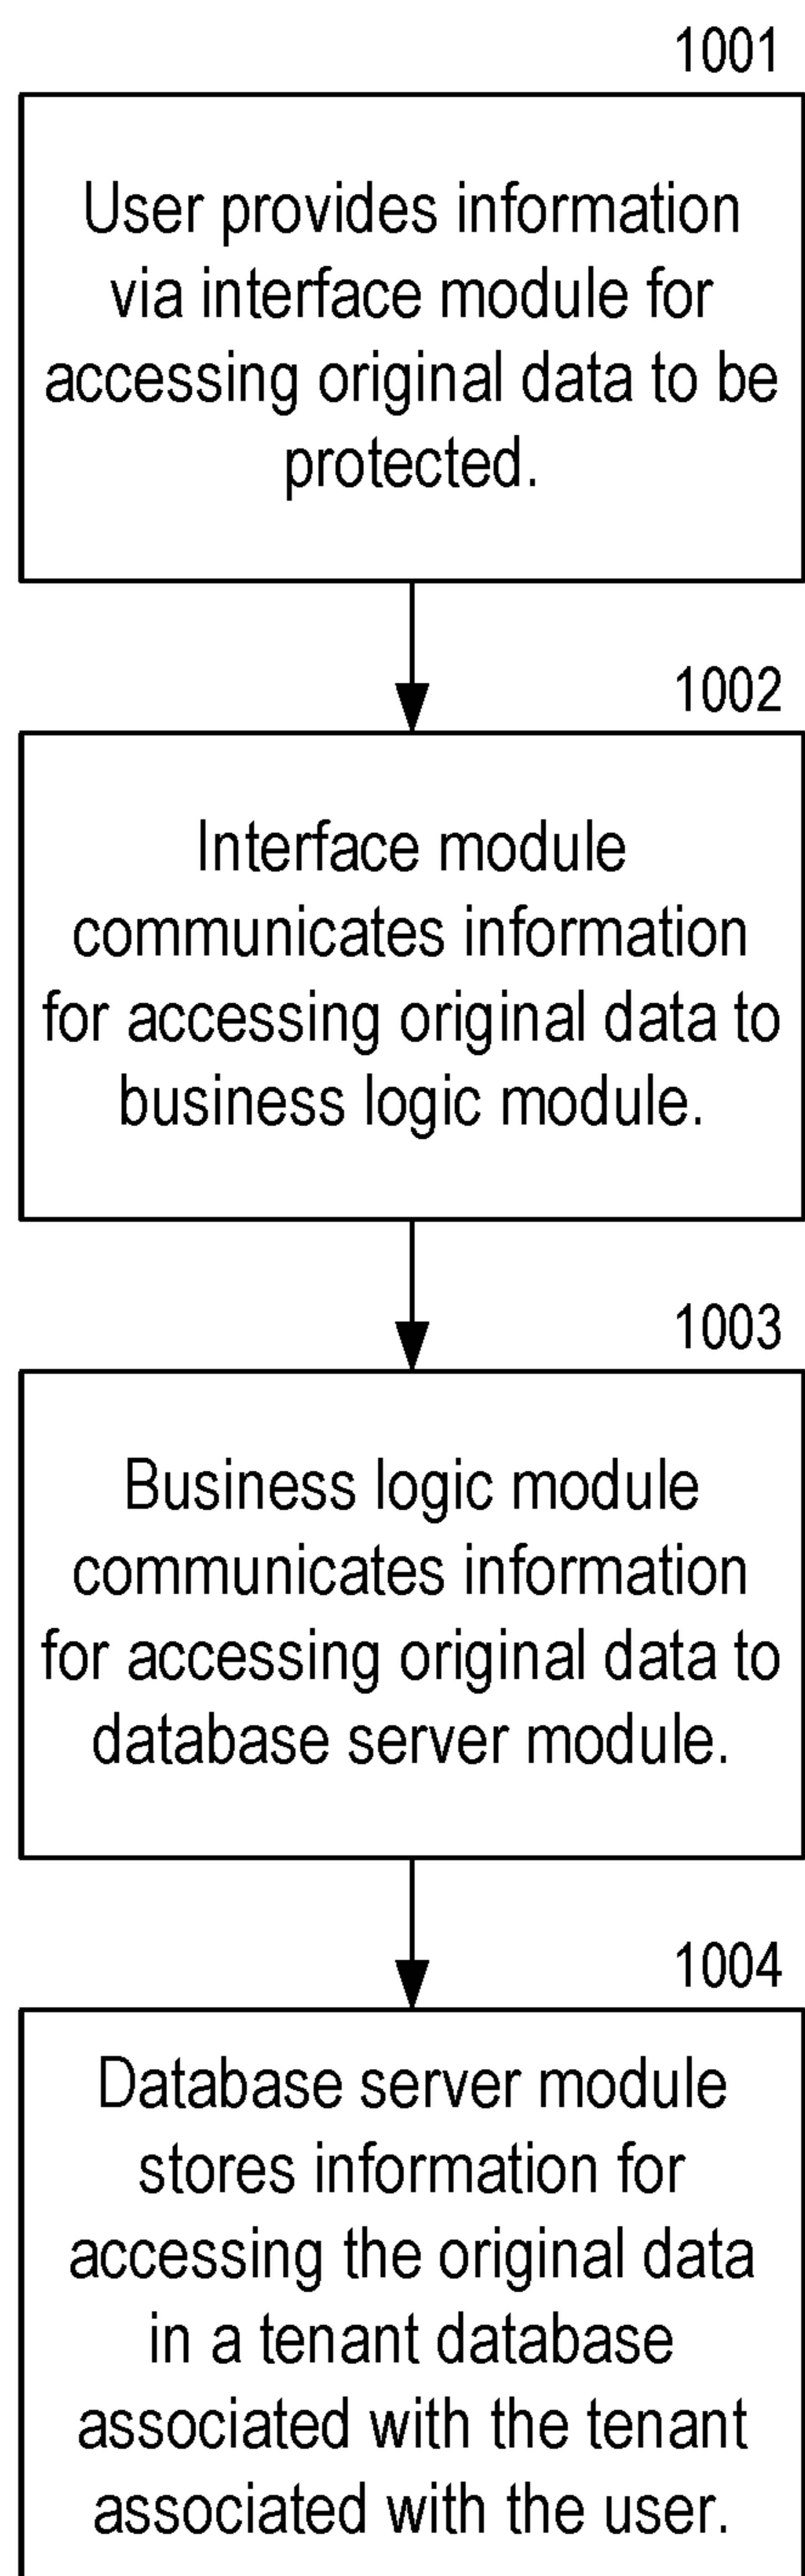 1001
User provides information
via interface module for
accessing original data to be
protected.
1002
Interface module
communicates information
for accessing original data to
business logic module.
1003
Business logic module
communicates information
for accessing original data to
database server module.
1004
Database server module
stores information for
accessing the original data
in a tenant database
associated with the tenant
associated with the user.